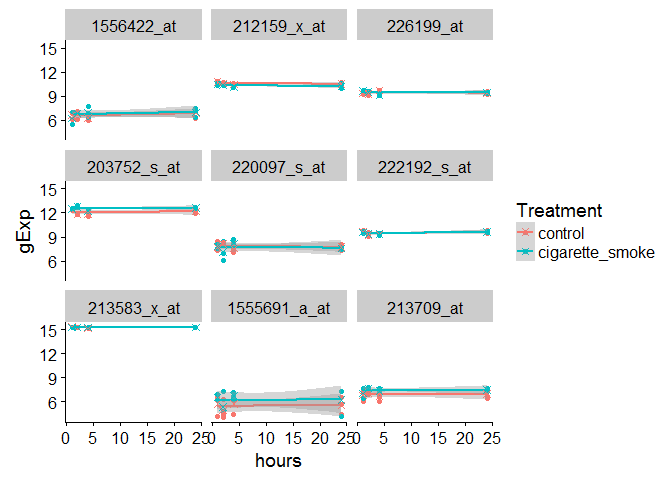 1556422_at 212159_x_at 226199_at
15
12
9
6
203752_s_at 220097_s_at 222192_s_at
15
12
9
6
gExp
Treatment
control
cigarette_smoke
213583_x_at 1555691_a_at 213709_at
15
12
9
6
0 5 10 15 20 25 0 5 10 15 20 25 0 5 10 15 20 25
hours